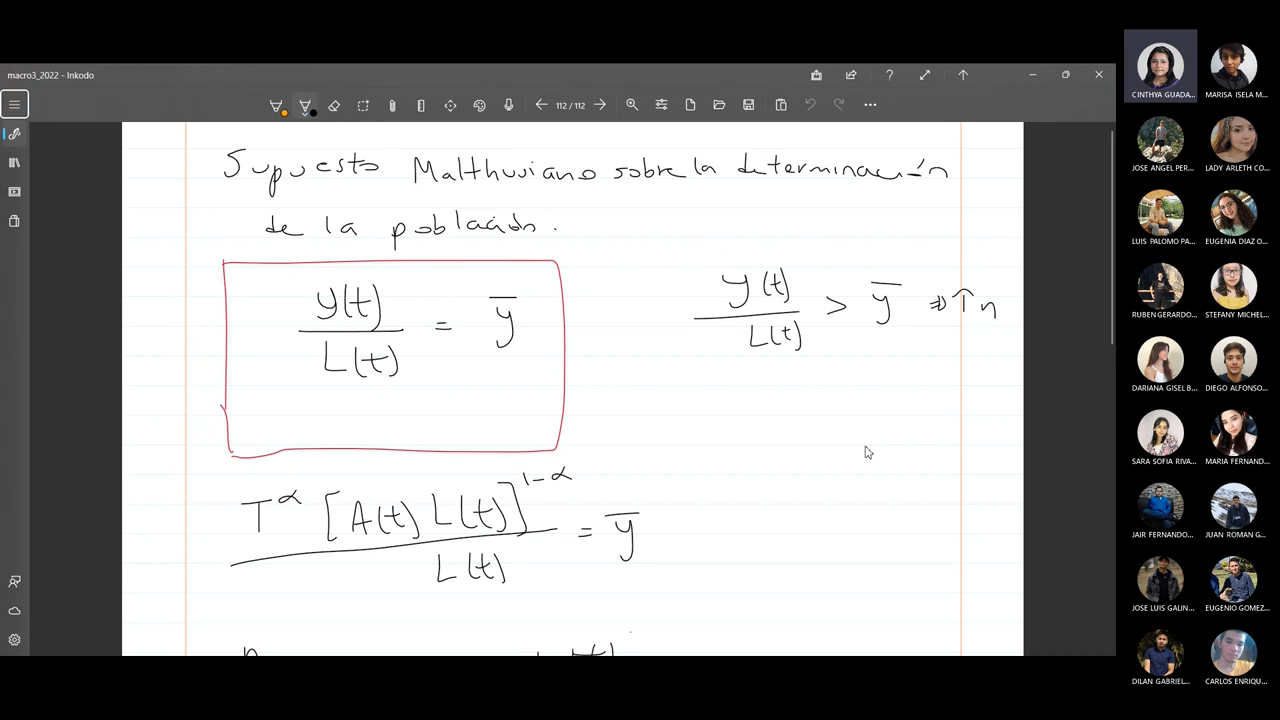 macro3_2022 - Inkodo
112 / 112
Supuesto Malthusiano sobre la determinación
de la población.
y(t)
L(t)
= ȳ
y(t)
L(t)
> ȳ ⇒ ↑ n
T^α [A(t) L(t)]^1-α
L(t)
= ȳ
CINTHYA GUADA...
MARISA ISELA M...
JOSE ANGEL PER...
LADY ARLETH CO...
LUIS PALOMO PA...
EUGENIA DIAZ O...
RUBEN GERARDO...
STEFANY MICHEL...
DARIANA GISEL B...
DIEGO ALFONSO...
SARA SOFIA RIVA...
MARIA FERNAND...
JAIR FERNANDO...
JUAN ROMAN G...
JOSE LUIS GALIN...
EUGENIO GOMEZ...
DILAN GABRIEL...
CARLOS ENRIQU...